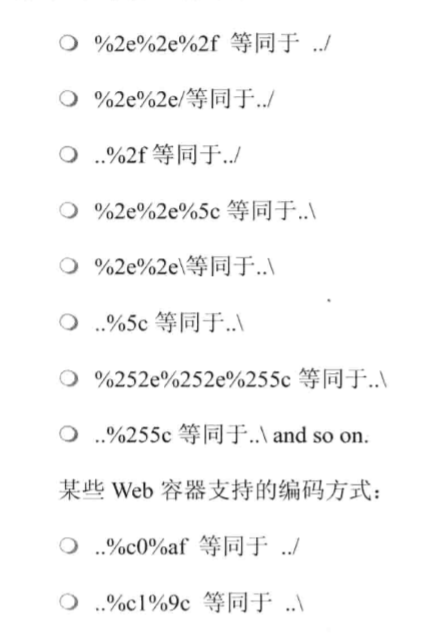 ○ %2e%2e%2f 等同于 ../
○ %2e%2e/等同于../
○ ..%2f 等同于../
○ %2e%2e%5c 等同于..\
○ %2e%2e\等同于..\
○ ..%5c 等同于..\
○ %252e%252e%255c 等同于..\
○ ..%255c 等同于..\ and so on.
某些 Web 容器支持的编码方式：
○ ..%c0%af 等同于 ../
○ ..%c1%9c 等同于 ..\